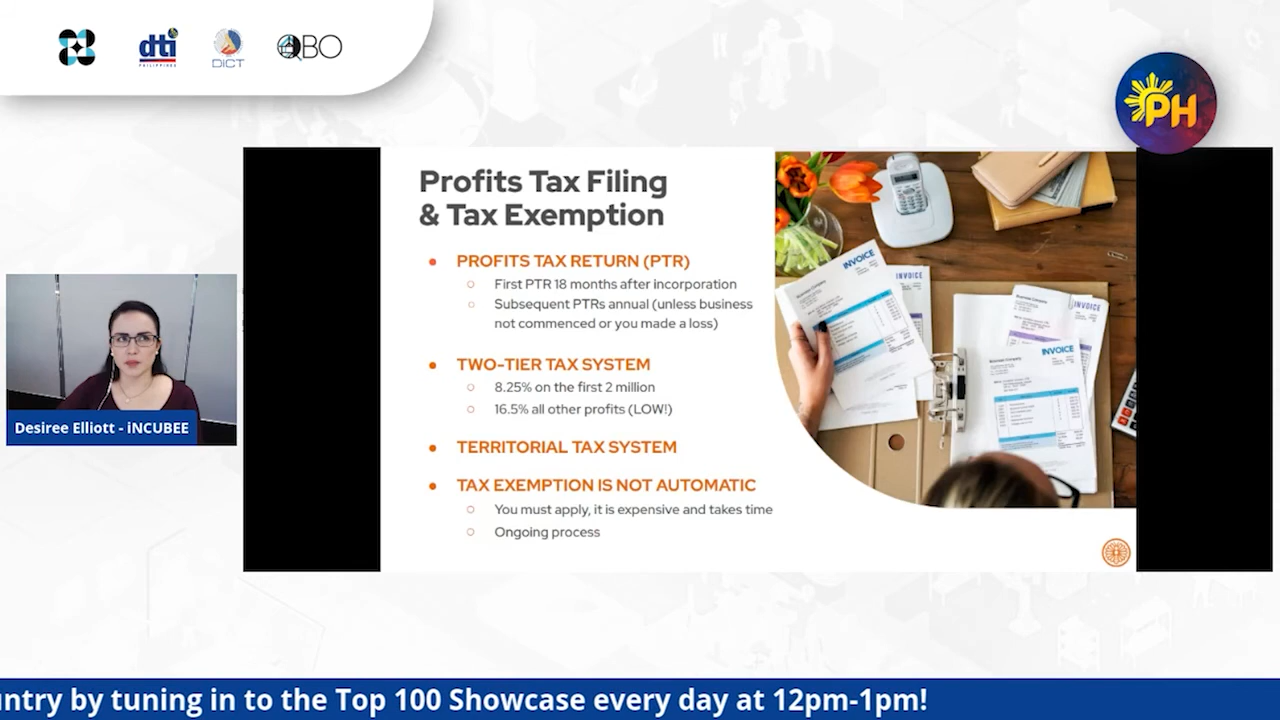 dti
PHILIPPINES
DICT
QBO
PH
Profits Tax Filing
& Tax Exemption
• PROFITS TAX RETURN (PTR)
○ First PTR 18 months after incorporation
○ Subsequent PTRs annual (unless business
not commenced or you made a loss)
• TWO-TIER TAX SYSTEM
○ 8.25% on the first 2 million
○ 16.5% all other profits (LOW!)
• TERRITORIAL TAX SYSTEM
• TAX EXEMPTION IS NOT AUTOMATIC
○ You must apply, it is expensive and takes time
○ Ongoing process
INVOICE
INVOICE
INVOICE
INVOICE
Desiree Elliott - iNCUBEE
untry by tuning in to the Top 100 Showcase every day at 12pm-1pm!